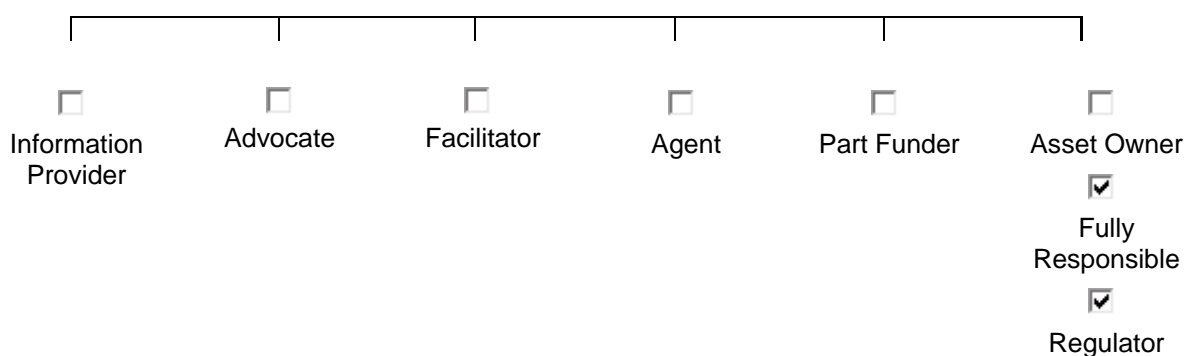 Information
Provider
Advocate
Facilitator
Agent
Part Funder
Asset Owner
Fully
Responsible
Regulator